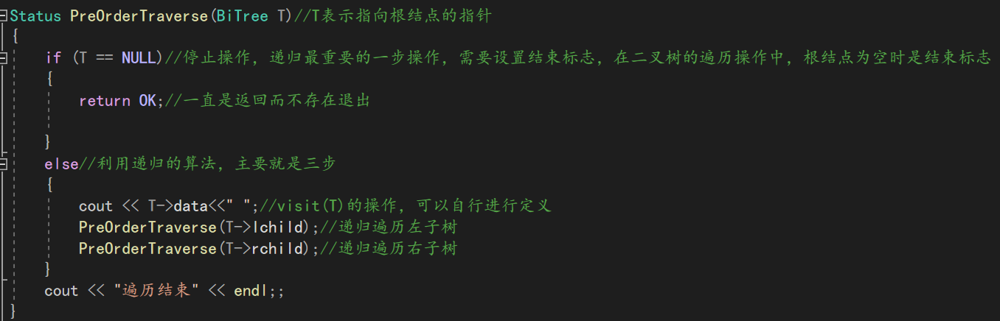 Status PreOrderTraverse(BiTree T)//T表示指向根结点的指针
{
if (T == NULL)//停止操作，递归最重要的一步操作，需要设置结束标志，在二叉树的遍历操作中，根结点为空时是结束标志
{
return OK;//一直是返回而不存在退出
}
else//利用递归的算法，主要就是三步
{
cout << T->data<<" ";//visit(T)的操作，可以自行进行定义
PreOrderTraverse(T->lchild);//递归遍历左子树
PreOrderTraverse(T->rchild);//递归遍历右子树
}
cout << "遍历结束" << endl;;
}